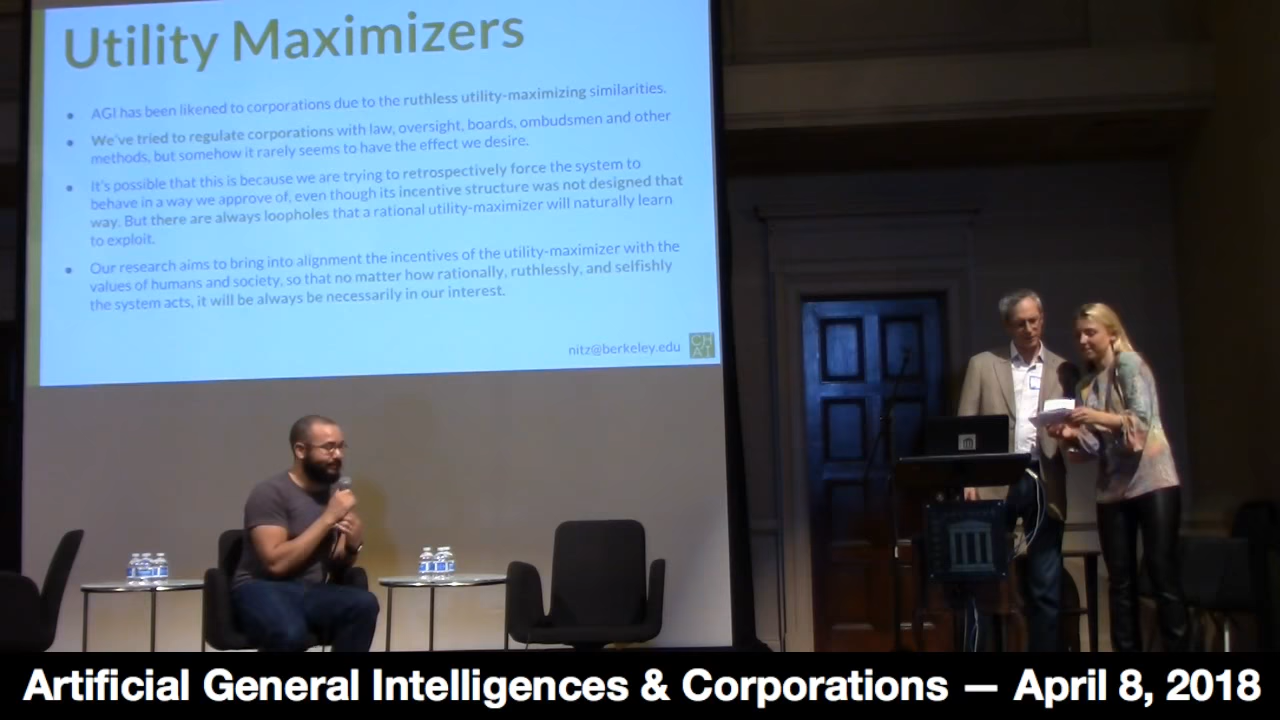 Utility Maximizers
AGI has been likened to corporations due to the ruthless utility-maximizing similarities.
We've tried to regulate corporations with law, oversight, boards, ombudsmen and other
methods, but somehow it rarely seems to have the effect we desire.
It's possible that this is because we are trying to retrospectively force the system to
behave in a way we approve of, even though its incentive structure was not designed that
way. But there are always loopholes that a rational utility-maximizer will naturally learn
to exploit.
Our research aims to bring into alignment the incentives of the utility-maximizer with the
values of humans and society, so that no matter how rationally, ruthlessly, and selfishly
the system acts, it will be always be necessarily in our interest.
nitz@berkeley.edu
CH
AI
Artificial General Intelligences & Corporations — April 8, 2018